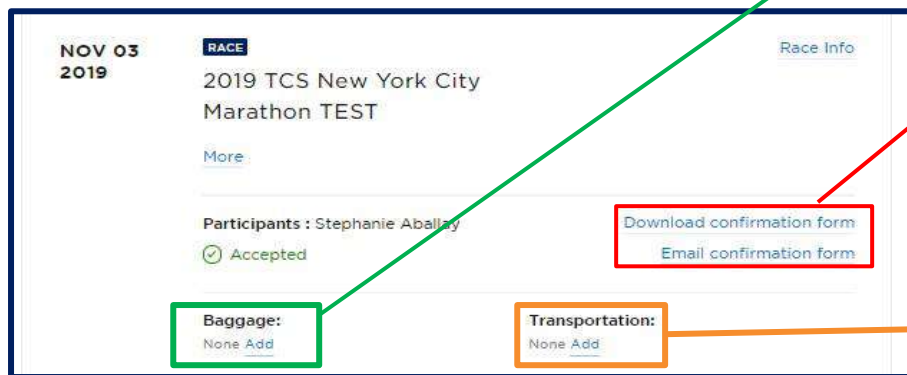 NOV 03
2019
RACE
Race Info
2019 TCS New York City
Marathon TEST
More
Participants : Stephanie Aballay
Download confirmation form
Accepted
Email confirmation form
Baggage:
Transportation:
None Add
None Add